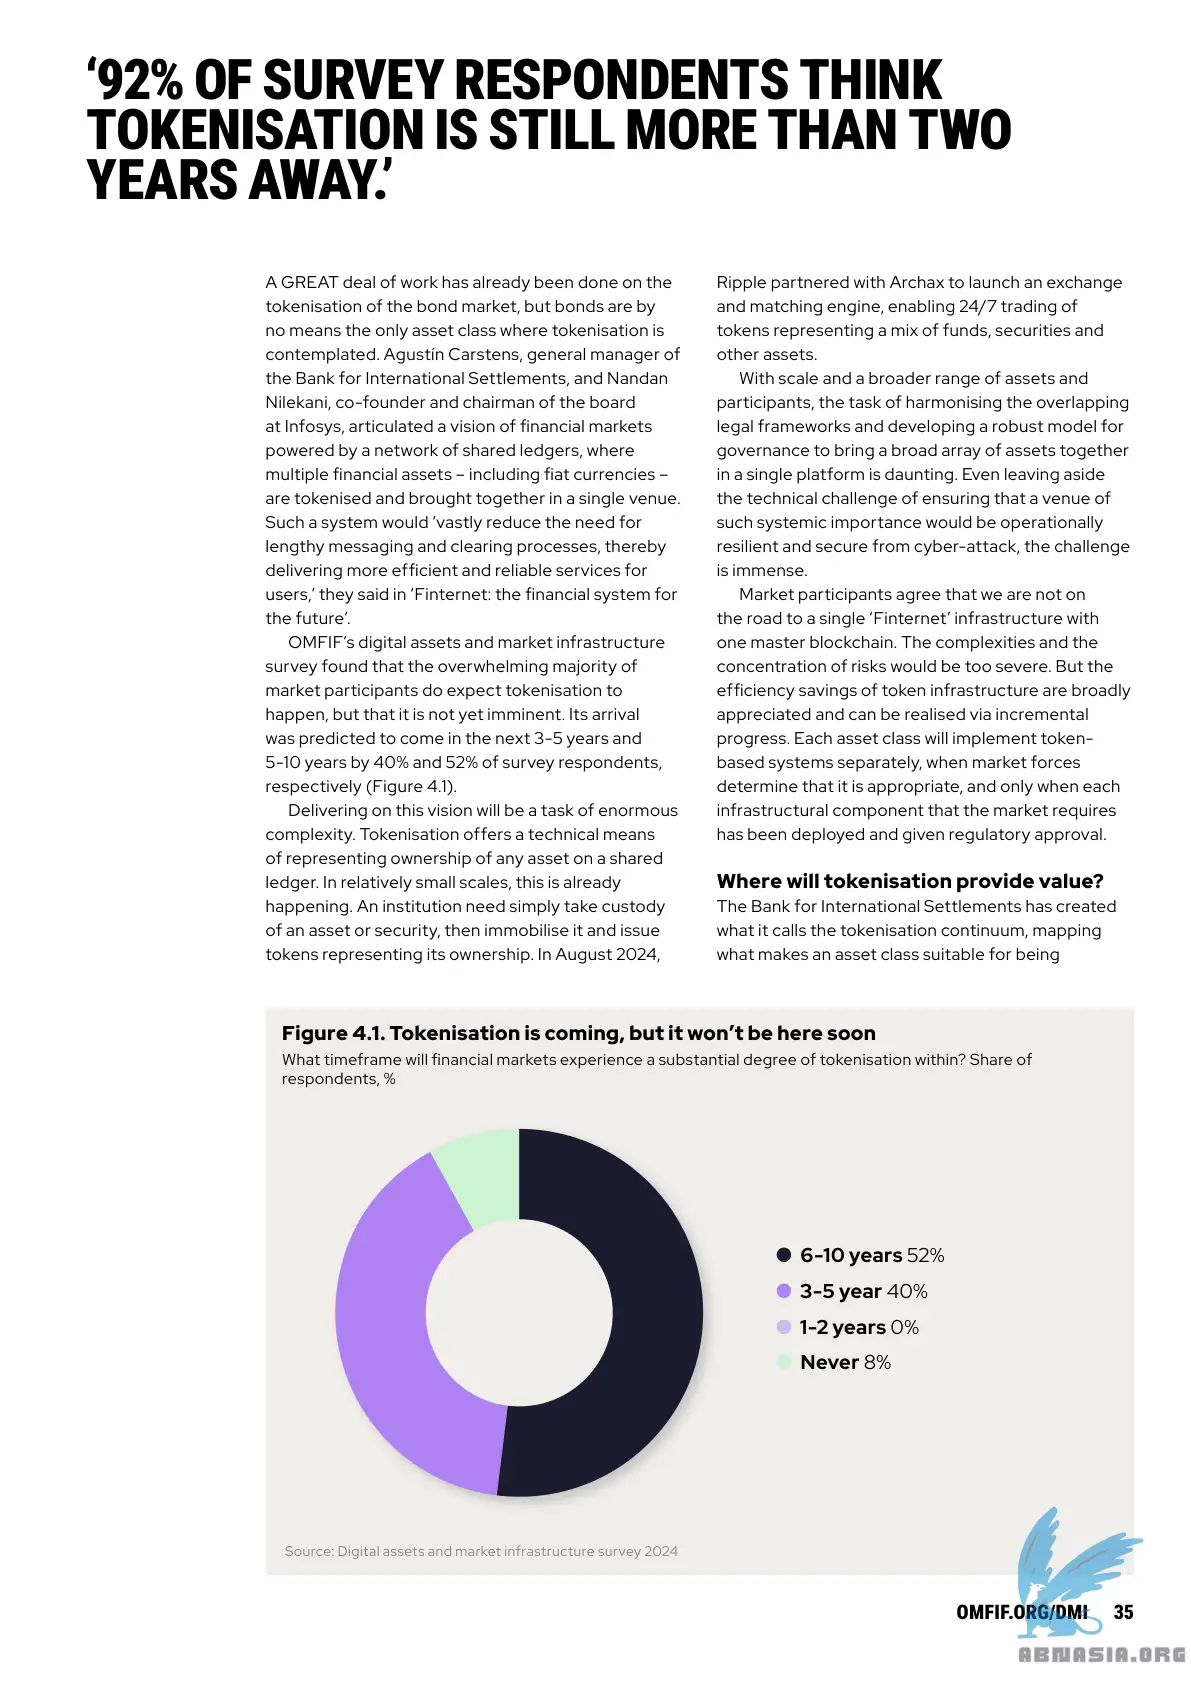 ‘92% OF SURVEY RESPONDENTS THINK
TOKENISATION IS STILL MORE THAN TWO
YEARS AWAY.’
A GREAT deal of work has already been done on the
tokenisation of the bond market, but bonds are by
no means the only asset class where tokenisation is
contemplated. Agustín Carstens, general manager of
the Bank for International Settlements, and Nandan
Nilekani, co-founder and chairman of the board
at Infosys, articulated a vision of financial markets
powered by a network of shared ledgers, where
multiple financial assets – including fiat currencies –
are tokenised and brought together in a single venue.
Such a system would ‘vastly reduce the need for
lengthy messaging and clearing processes, thereby
delivering more efficient and reliable services for
users,’ they said in ‘Finternet: the financial system for
the future’.
OMFIF’s digital assets and market infrastructure
survey found that the overwhelming majority of
market participants do expect tokenisation to
happen, but that it is not yet imminent. Its arrival
was predicted to come in the next 3-5 years and
5-10 years by 40% and 52% of survey respondents,
respectively (Figure 4.1).
Delivering on this vision will be a task of enormous
complexity. Tokenisation offers a technical means
of representing ownership of any asset on a shared
ledger. In relatively small scales, this is already
happening. An institution need simply take custody
of an asset or security, then immobilise it and issue
tokens representing its ownership. In August 2024,
Ripple partnered with Archax to launch an exchange
and matching engine, enabling 24/7 trading of
tokens representing a mix of funds, securities and
other assets.
With scale and a broader range of assets and
participants, the task of harmonising the overlapping
legal frameworks and developing a robust model for
governance to bring a broad array of assets together
in a single platform is daunting. Even leaving aside
the technical challenge of ensuring that a venue of
such systemic importance would be operationally
resilient and secure from cyber-attack, the challenge
is immense.
Market participants agree that we are not on
the road to a single ‘Finternet’ infrastructure with
one master blockchain. The complexities and the
concentration of risks would be too severe. But the
efficiency savings of token infrastructure are broadly
appreciated and can be realised via incremental
progress. Each asset class will implement token-
based systems separately, when market forces
determine that it is appropriate, and only when each
infrastructural component that the market requires
has been deployed and given regulatory approval.
Where will tokenisation provide value?
The Bank for International Settlements has created
what it calls the tokenisation continuum, mapping
what makes an asset class suitable for being
Figure 4.1. Tokenisation is coming, but it won’t be here soon
What timeframe will financial markets experience a substantial degree of tokenisation within? Share of
respondents, %
6-10 years 52%
3-5 year 40%
1-2 years 0%
Never 8%
Source: Digital assets and market infrastructure survey 2024
OMFIF.ORG/DMI 35
ABNASIA.ORG